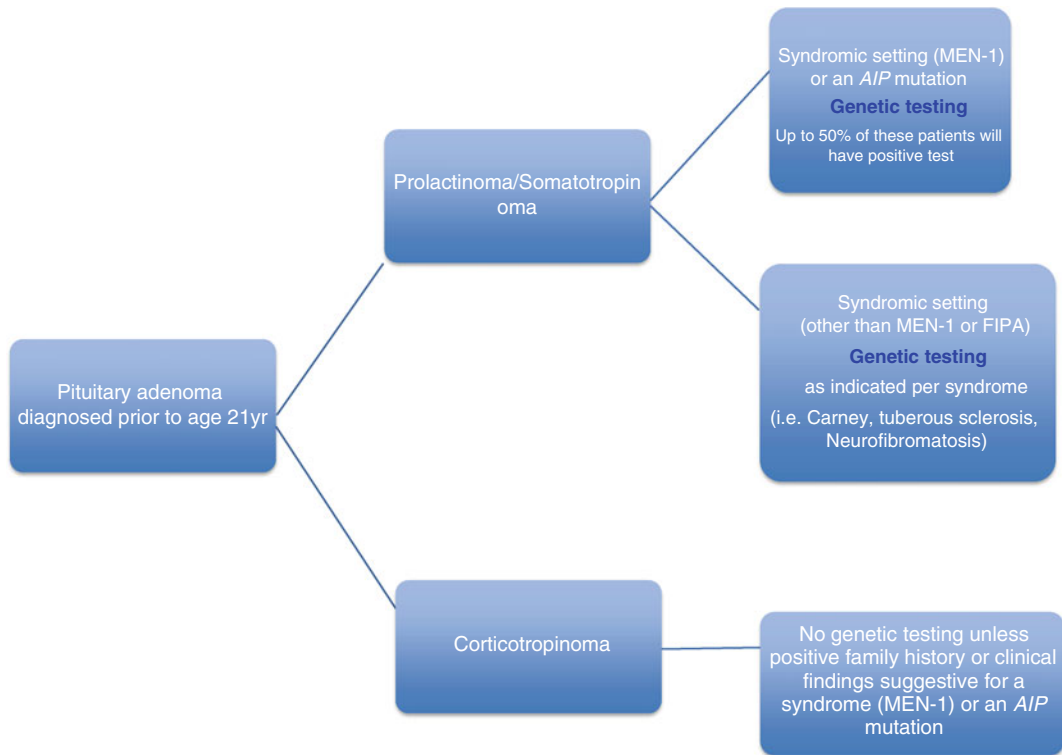 Pituitary adenoma
diagnosed prior to age 21yr
Prolactinoma/Somatotropin
oma
Syndromic setting (MEN-1)
or an AIP mutation
Genetic testing
Up to 50% of these patients will
have positive test
Syndromic setting
(other than MEN-1 or FIPA)
Genetic testing
as indicated per syndrome
(i.e. Carney, tuberous sclerosis,
Neurofibromatosis)
Corticotropinoma
No genetic testing unless
positive family history or clinical
findings suggestive for a
syndrome (MEN-1) or an AIP
mutation